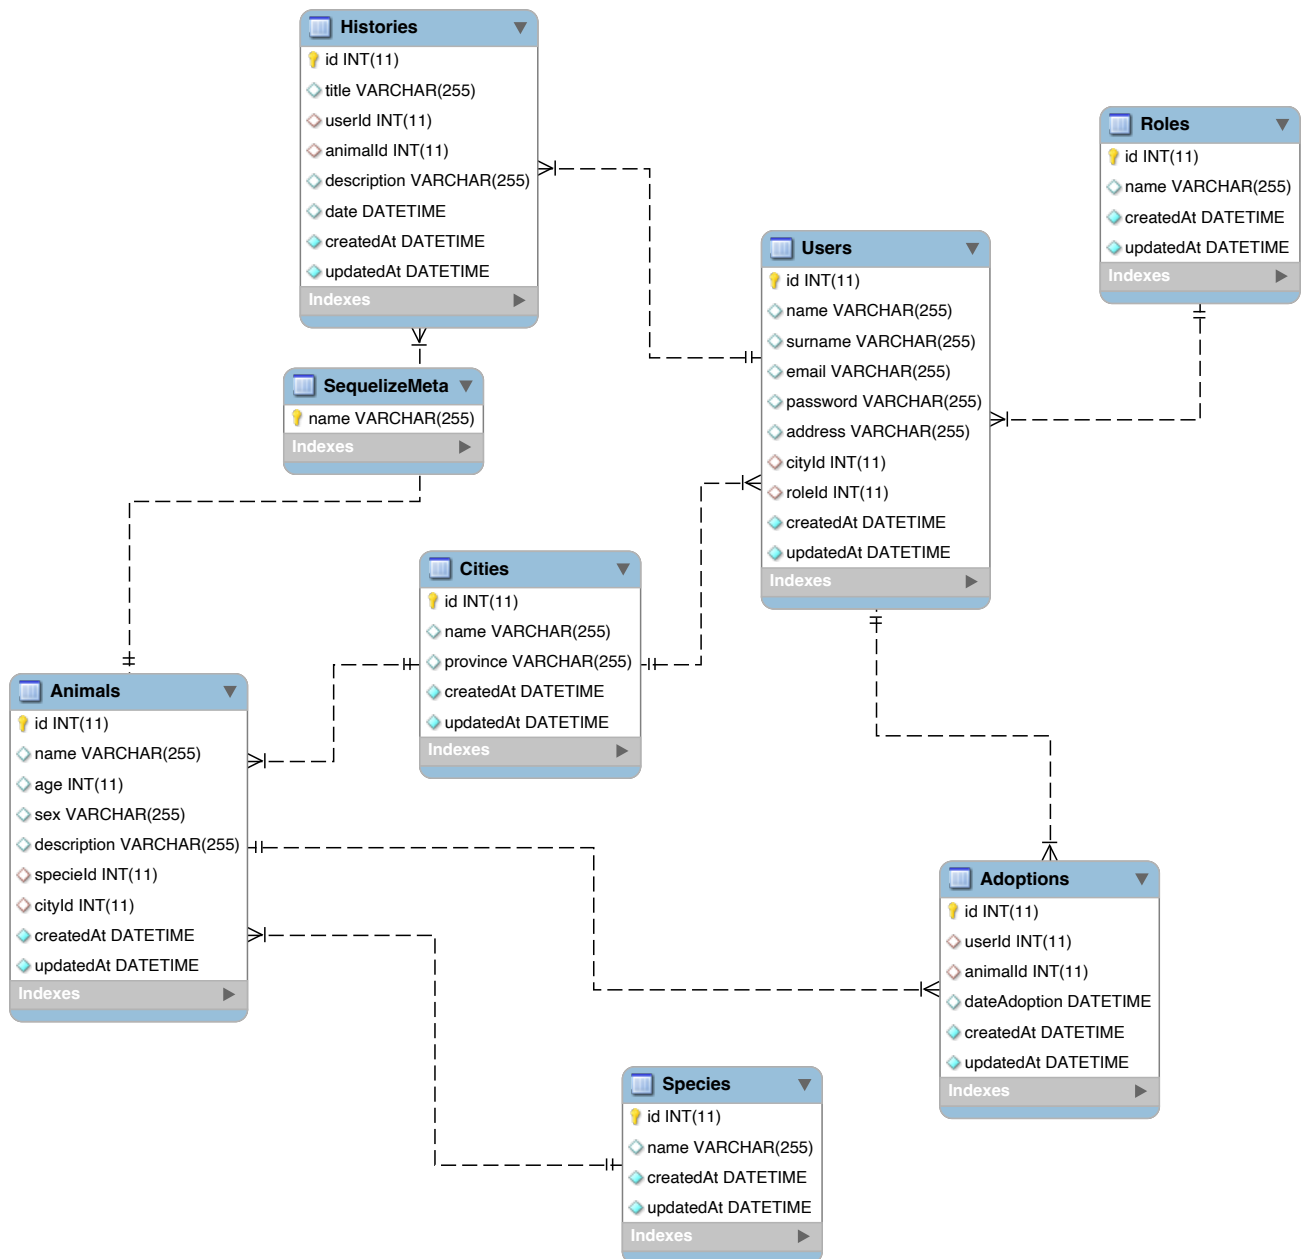 Histories
id INT(11)
title VARCHAR(255)
userId INT(11)
animalId INT(11)
description VARCHAR(255)
date DATETIME
createdAt DATETIME
updatedAt DATETIME
Indexes
Roles
id INT(11)
name VARCHAR(255)
createdAt DATETIME
updatedAt DATETIME
Indexes
Users
id INT(11)
name VARCHAR(255)
surname VARCHAR(255)
email VARCHAR(255)
password VARCHAR(255)
address VARCHAR(255)
cityId INT(11)
roleId INT(11)
createdAt DATETIME
updatedAt DATETIME
Indexes
SequelizeMeta
name VARCHAR(255)
Indexes
Cities
id INT(11)
name VARCHAR(255)
province VARCHAR(255)
createdAt DATETIME
updatedAt DATETIME
Indexes
Animals
id INT(11)
name VARCHAR(255)
age INT(11)
sex VARCHAR(255)
description VARCHAR(255)
specieId INT(11)
cityId INT(11)
createdAt DATETIME
updatedAt DATETIME
Indexes
Adoptions
id INT(11)
userId INT(11)
animalId INT(11)
dateAdoption DATETIME
createdAt DATETIME
updatedAt DATETIME
Indexes
Species
id INT(11)
name VARCHAR(255)
createdAt DATETIME
updatedAt DATETIME
Indexes